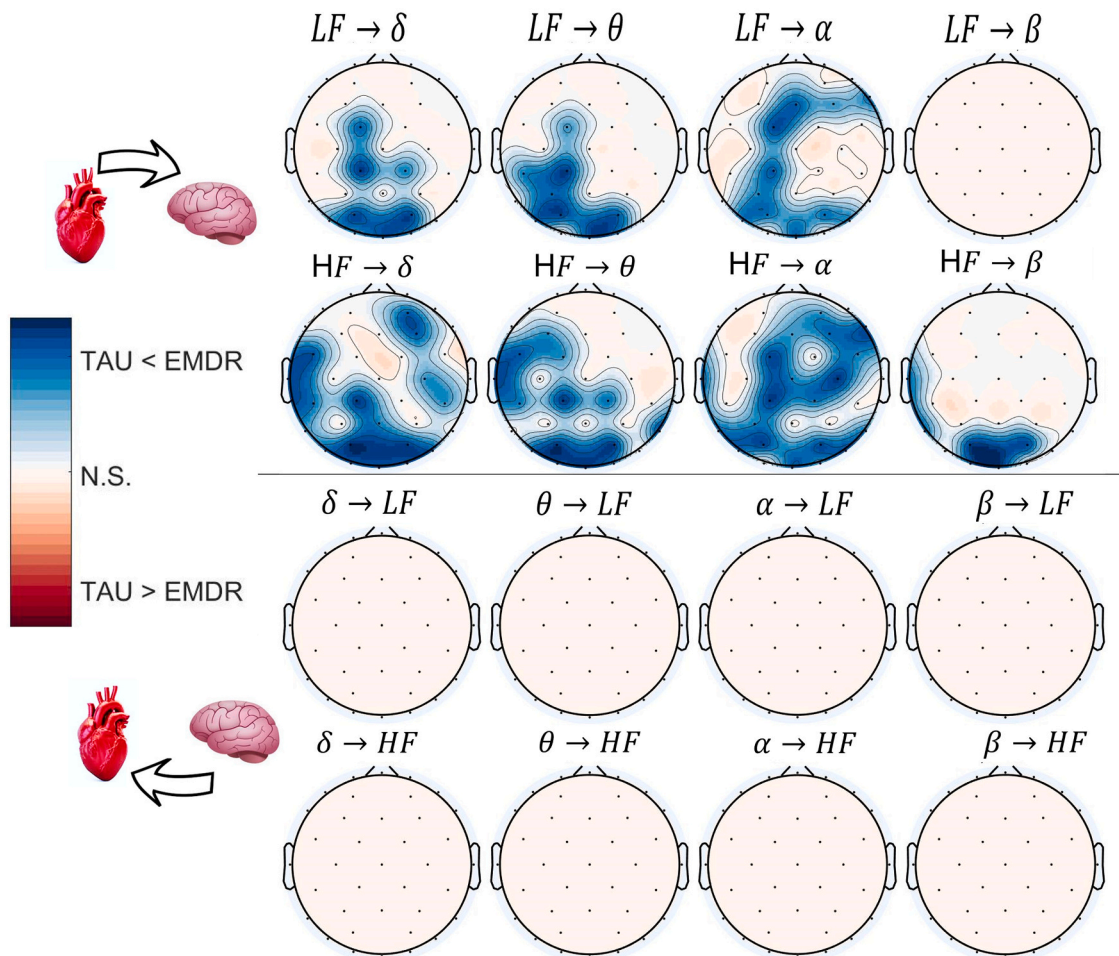 LF → δ LF → θ LF → α LF → β
HF → δ HF → θ HF → α HF → β
TAU < EMDR
N.S.
TAU > EMDR
δ → LF θ → LF α → LF β → LF
δ → HF θ → HF α → HF β → HF